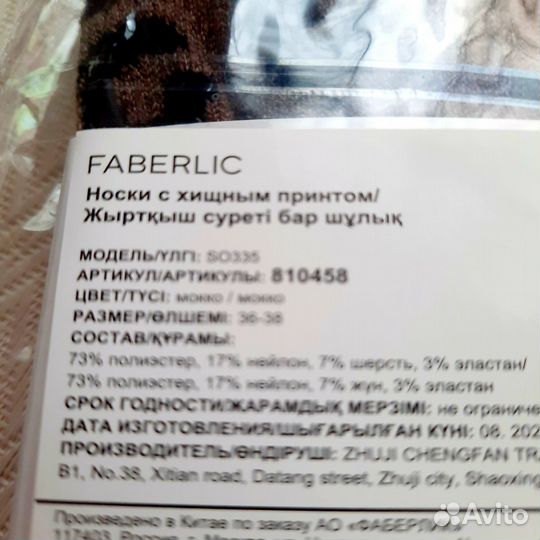 FABERLIC
Носки с хищным принтом/
Жыртқыш суреті бар шұлық
МОДЕЛЬ/ҮЛГІ: SO335
АРТИКУЛ/АРТИКУЛЫ: 810458
ЦВЕТ/ТҮСІ: мокко / мокко
РАЗМЕР/ӨЛШЕМІ: 36-38
СОСТАВ/ҚҰРАМЫ:
73% полиэстер, 17% нейлон, 7% шерсть, 3% эластан/
73% полиэстер, 17% нейлон, 7% жүн, 3% эластан
СРОК ГОДНОСТИ/ЖАРАМДЫҚ МЕРЗІМІ: не ограниче
ДАТА ИЗГОТОВЛЕНИЯ/ШЫҒАРЫЛҒАН КҮНІ: 08. 202
ПРОИЗВОДИТЕЛЬ/ӨНДІРУШІ: ZHUJI CHENGFAN TRA
B1, No.38, Xitian road, Datang street, Zhuji city, Shaoxing
Произведено в Китае по заказу АО «ФАБЕРЛИК»
117403, Россия, г. Москва
Avito